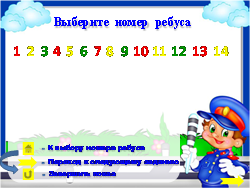 Выберите номер ребуса
1 2 3 4 5 6 7 8 9 10 11 12 13 14
- К выбору номера ребуса
- Переход к следующему слайдню
- Завершить показ